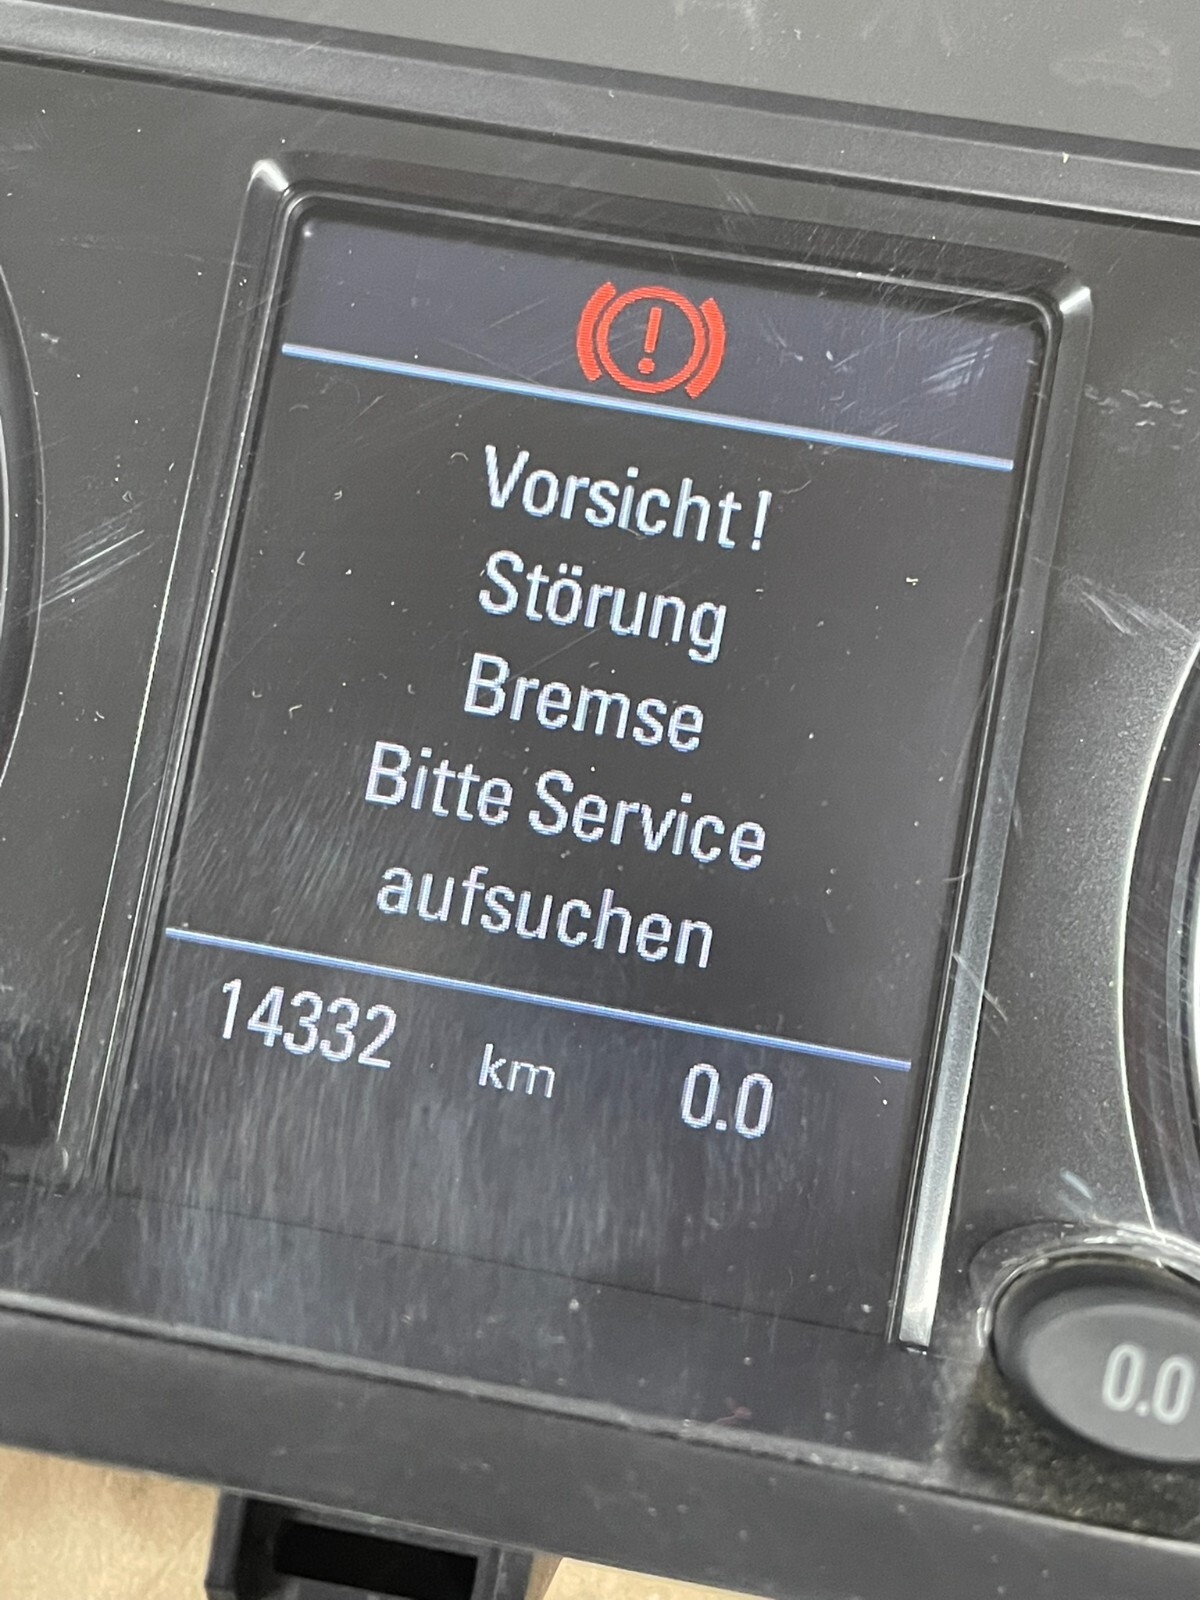 Vorsicht!
Störung
Bremse
Bitte Service
aufsuchen
14332 km 0.0
0.0